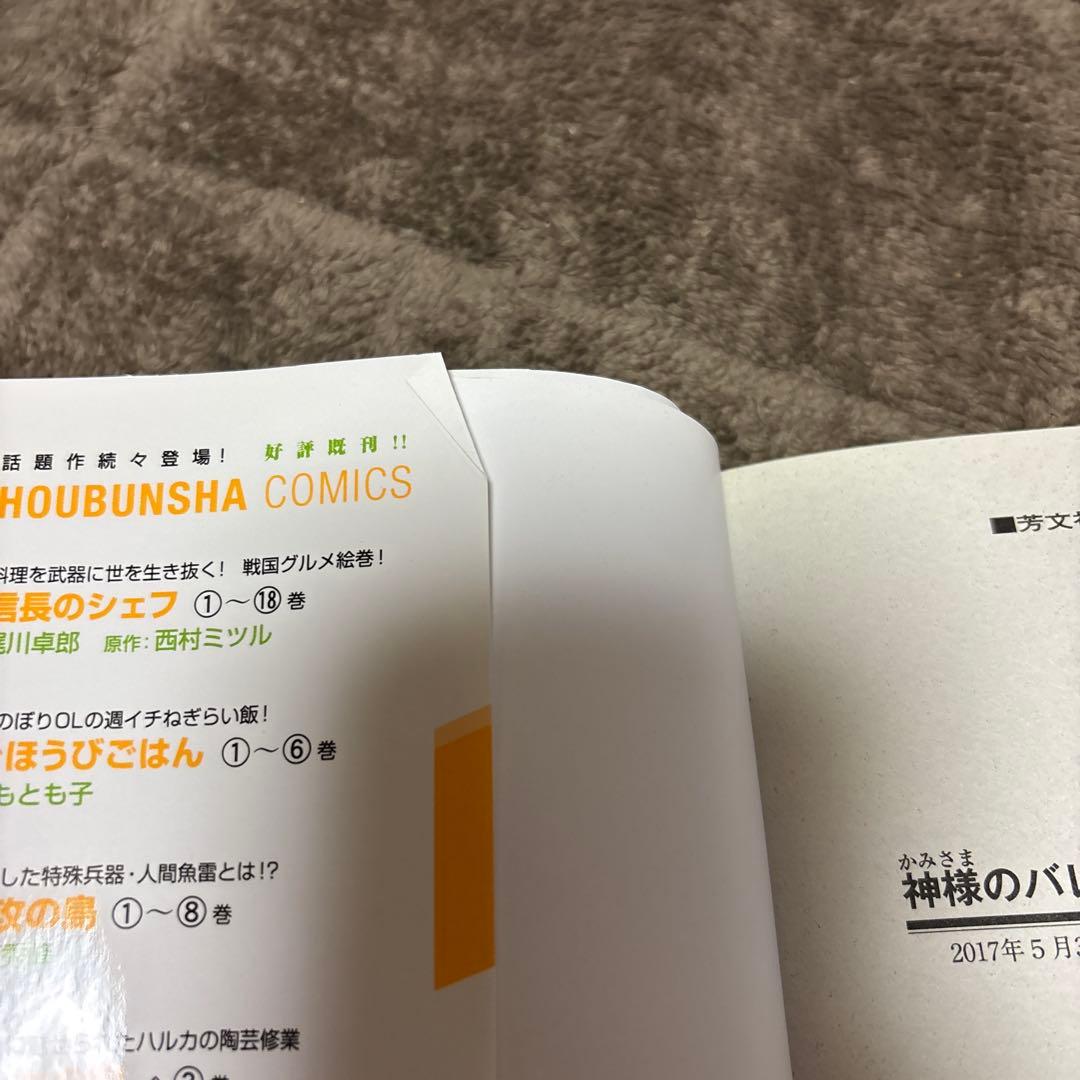 話題作続々登場! 好評既刊!!
HOUBUNSHA COMICS
料理を武器に世を生き抜く! 戦国グルメ絵巻!
信長のシェフ ①〜⑱巻
梶川卓郎 原作:西村ミツル
のぼりOLの週イチねぎらい飯!
ほうびごはん ①〜⑥巻
もとも子
した特殊兵器・人間魚雷とは!?
攻の島 ①〜⑧巻
たハルカの陶芸修業
■芳文社
かみさま
神様のバレ
2017年5月3